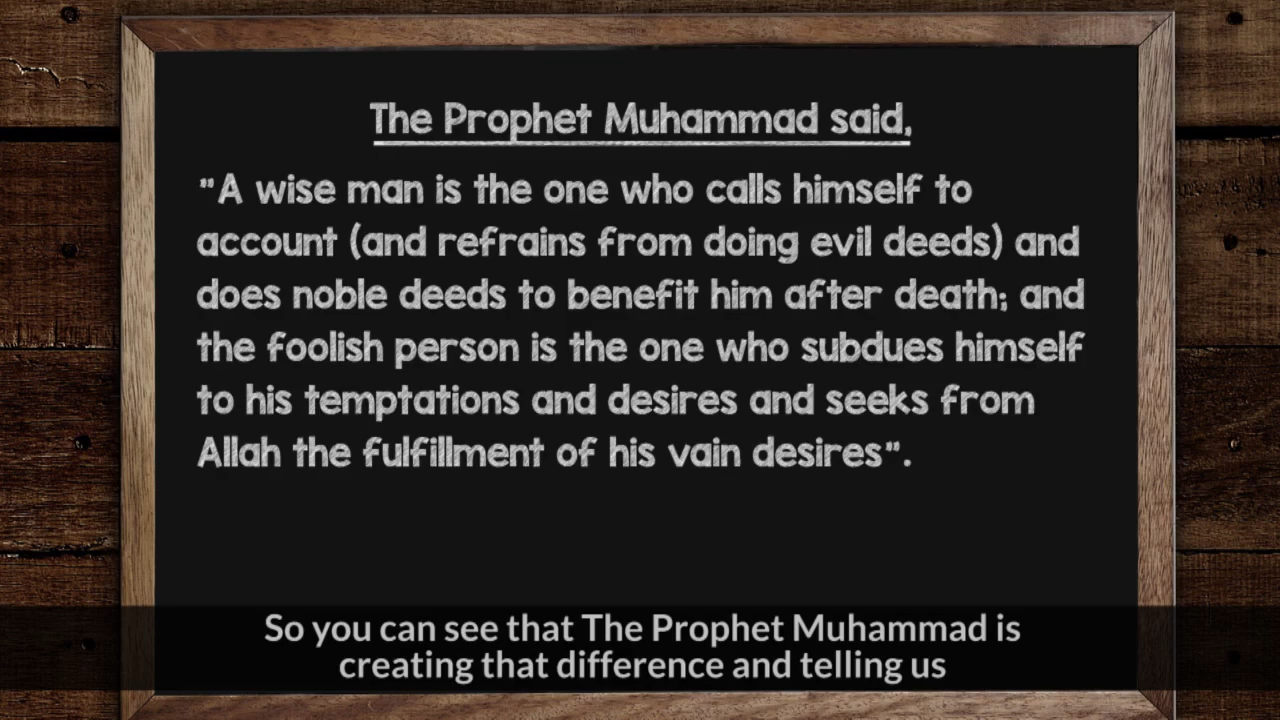 The Prophet Muhammad said,
"A wise man is the one who calls himself to
account (and refrains from doing evil deeds) and
does noble deeds to benefit him after death; and
the foolish person is the one who subdues himself
to his temptations and desires and seeks from
Allah the fulfillment of his vain desires".
So you can see that The Prophet Muhammad is
creating that difference and telling us